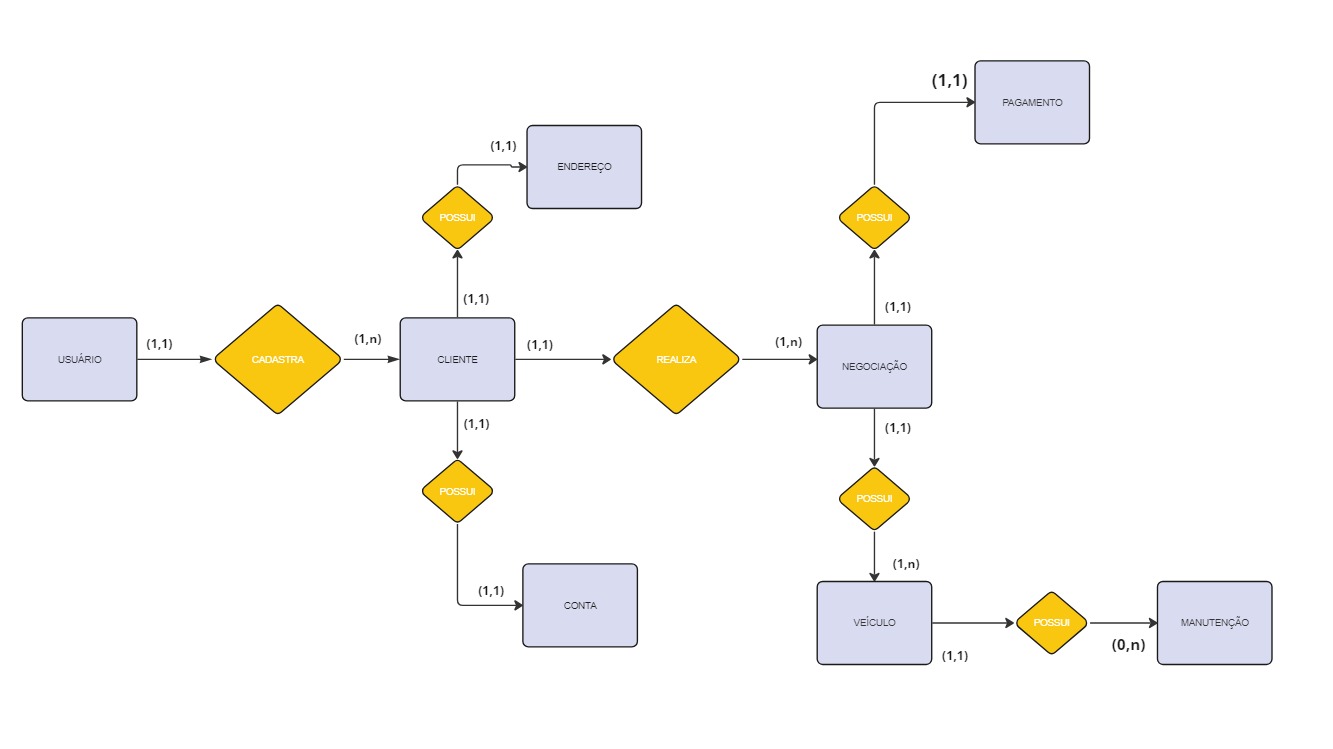 (1,1)
PAGAMENTO
(1,1)
ENDEREÇO
POSSUI
POSSUI
(1,1)
(1,1)
USUÁRIO
(1,1)
CADASTRA
(1,n)
CLIENTE
(1,1)
REALIZA
(1,n)
NEGOCIAÇÃO
(1,1)
(1,1)
POSSUI
POSSUI
(1,n)
(1,1)
CONTA
VEÍCULO
POSSUI
MANUTENÇÃO
(1,1)
(0,n)